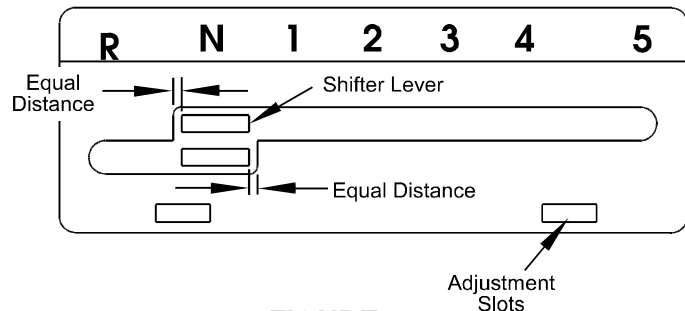 R N 1 2 3 4 5
Equal
Distance
Shifter Lever
Equal Distance
Adjustment
Slots